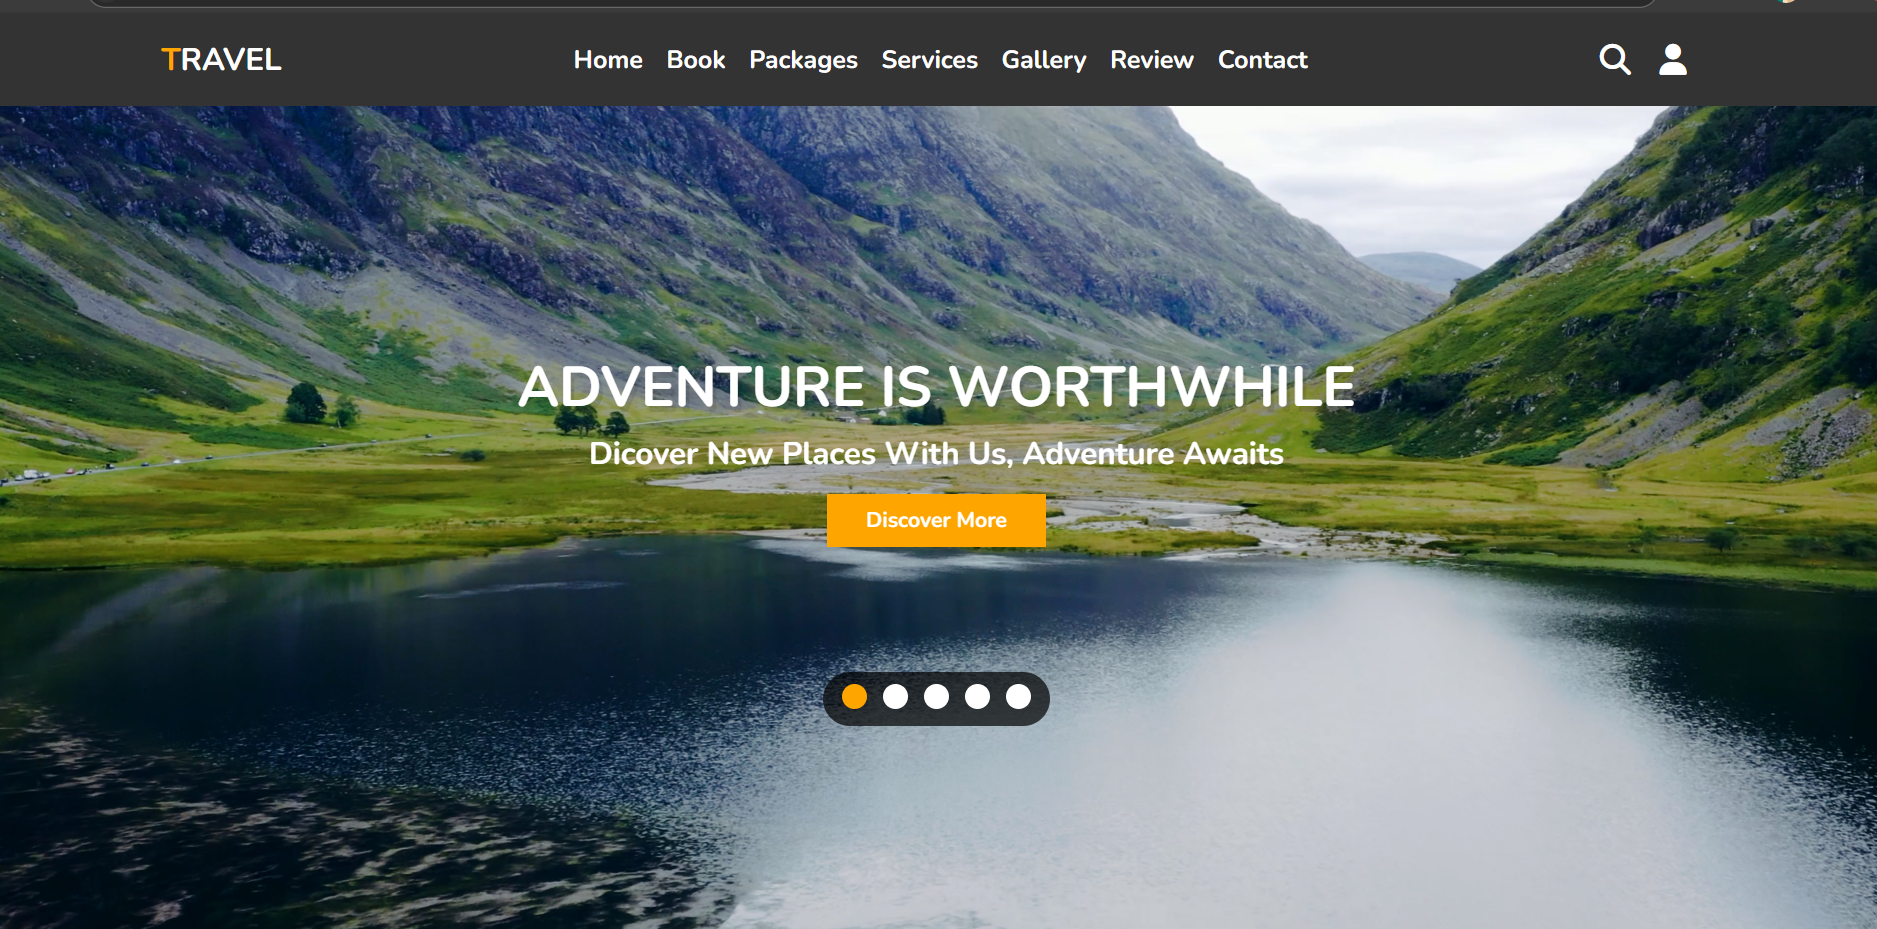 TRAVEL
Home Book Packages Services Gallery Review Contact
ADVENTURE IS WORTHWHILE
Dicover New Places With Us, Adventure Awaits
Discover More